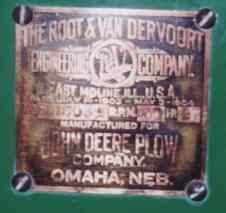 THE ROOT & VAN DERVOORT
ENGINEERING R&V COMPANY.
EAST MOLINE, ILL., U.S.A.
MANUFACTURED FOR
JOHN DEERE PLOW
COMPANY.
OMAHA, NEB.